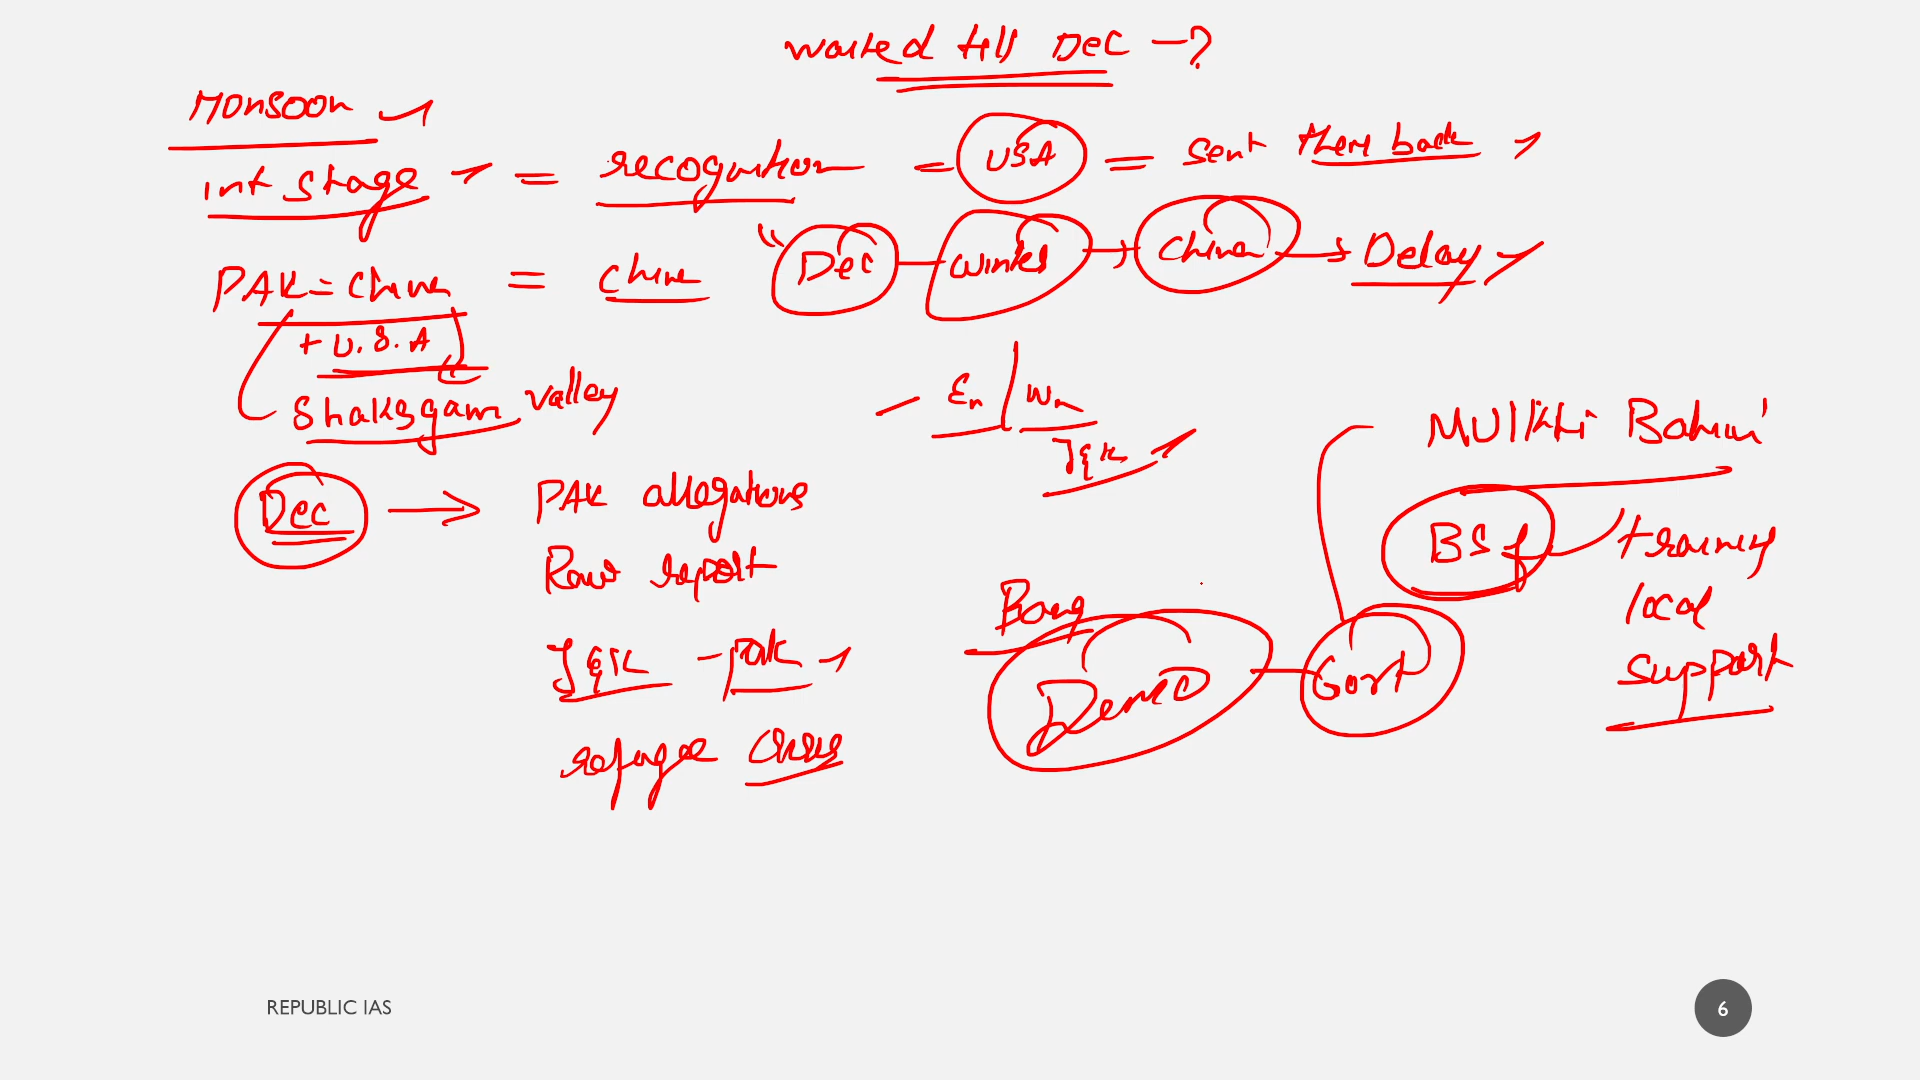 waited till Dec - ?
Monsoon ✓
int stage ✓ = recognition = USA = sent them back ✓
PAK = China = China "Dec - Winter → China → Delay ✓
+ U.S.A
Shaksgam valley
- En | Wn
J&K ✓
Mukti Bahini
Dec → PAK allegations
Raw report
J&K - Pak ✓
refugee crisis
Bang
Demo - Govt
BSf
training
local
support
REPUBLIC IAS
6